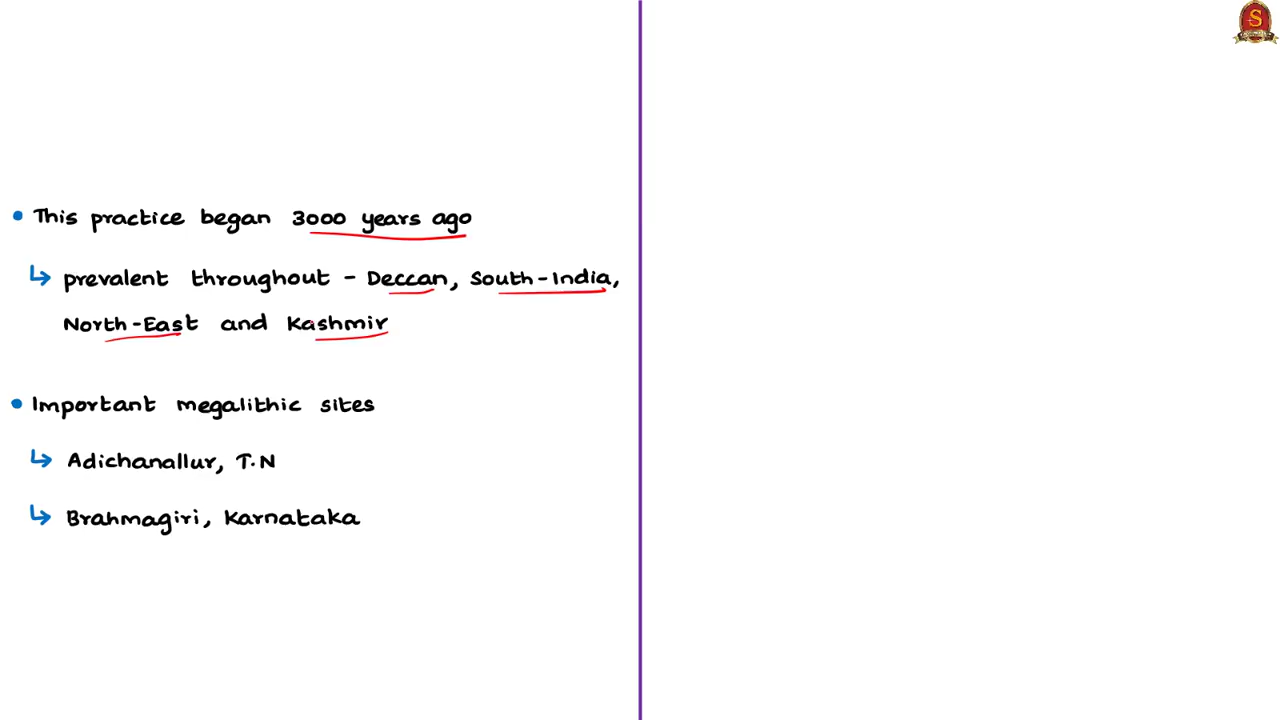 This practice began 3000 years ago
prevalent throughout - Deccan, South-India,
North-East and Kashmir
Important megalithic sites
Adichanallur, T.N
Brahmagiri, Karnataka
S